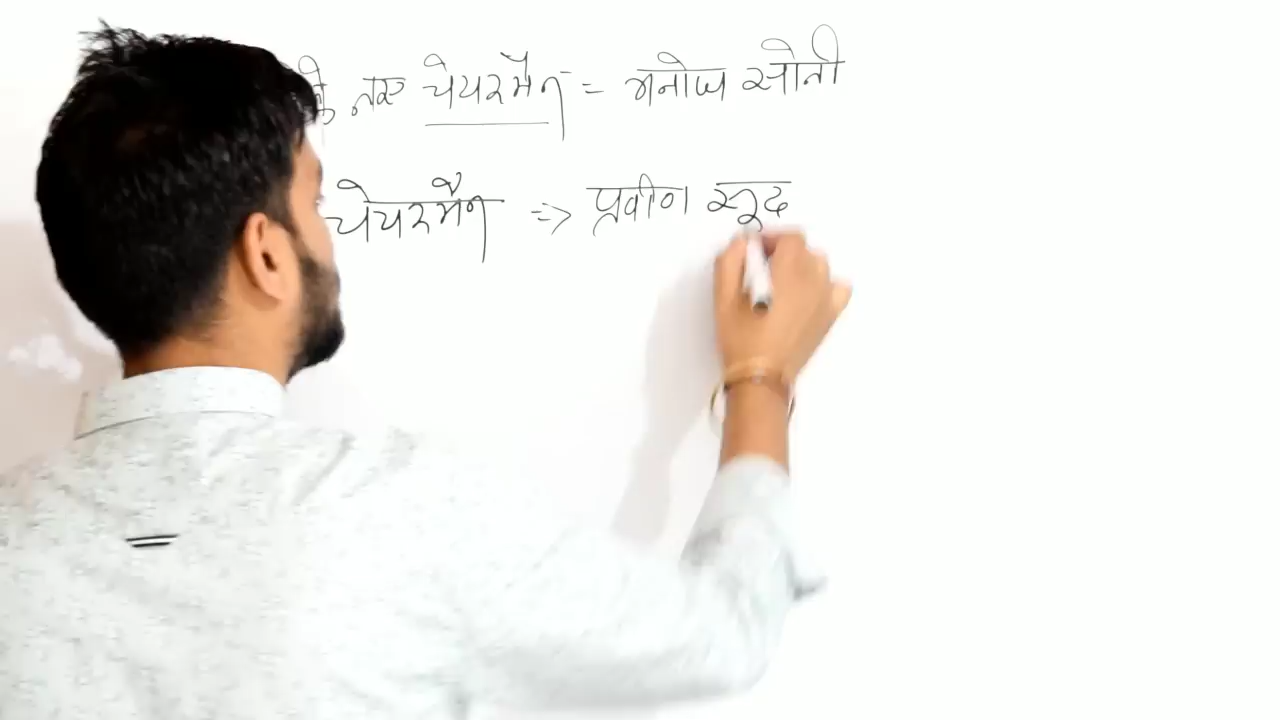 के नए चेयरमैन = मनोज सोनी
चेयरमैन => प्रवीण सूद